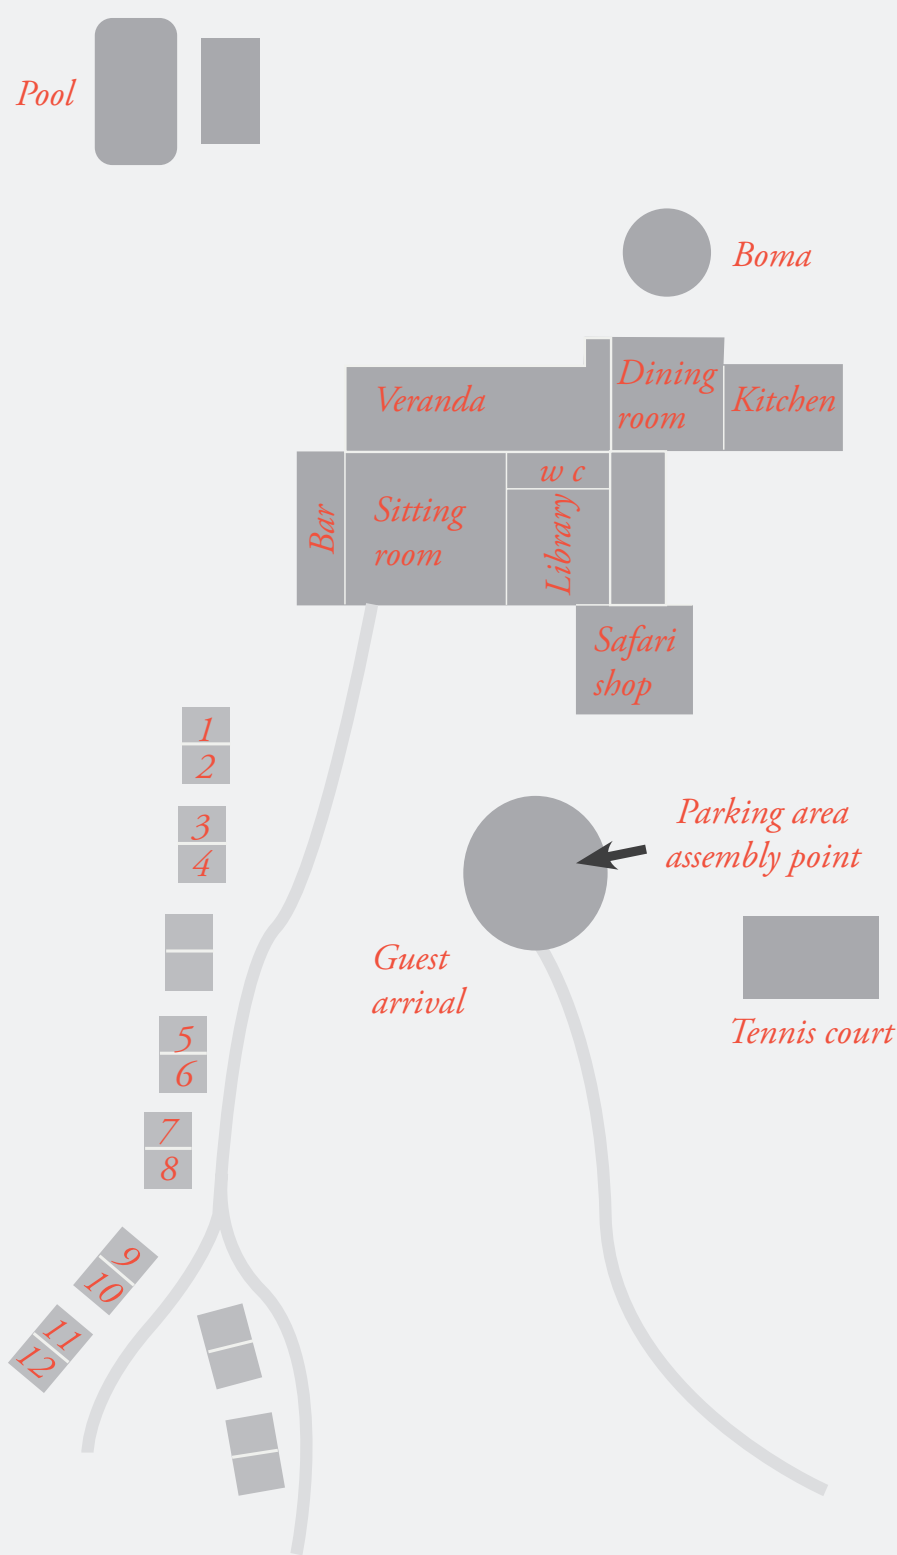 Pool
Boma
Veranda
Dining
room
Kitchen
Bar
Sitting
room
w c
Library
Safari
shop
1
2
3
4
Parking area
assembly point
Guest
arrival
Tennis court
5
6
7
8
9
10
11
12